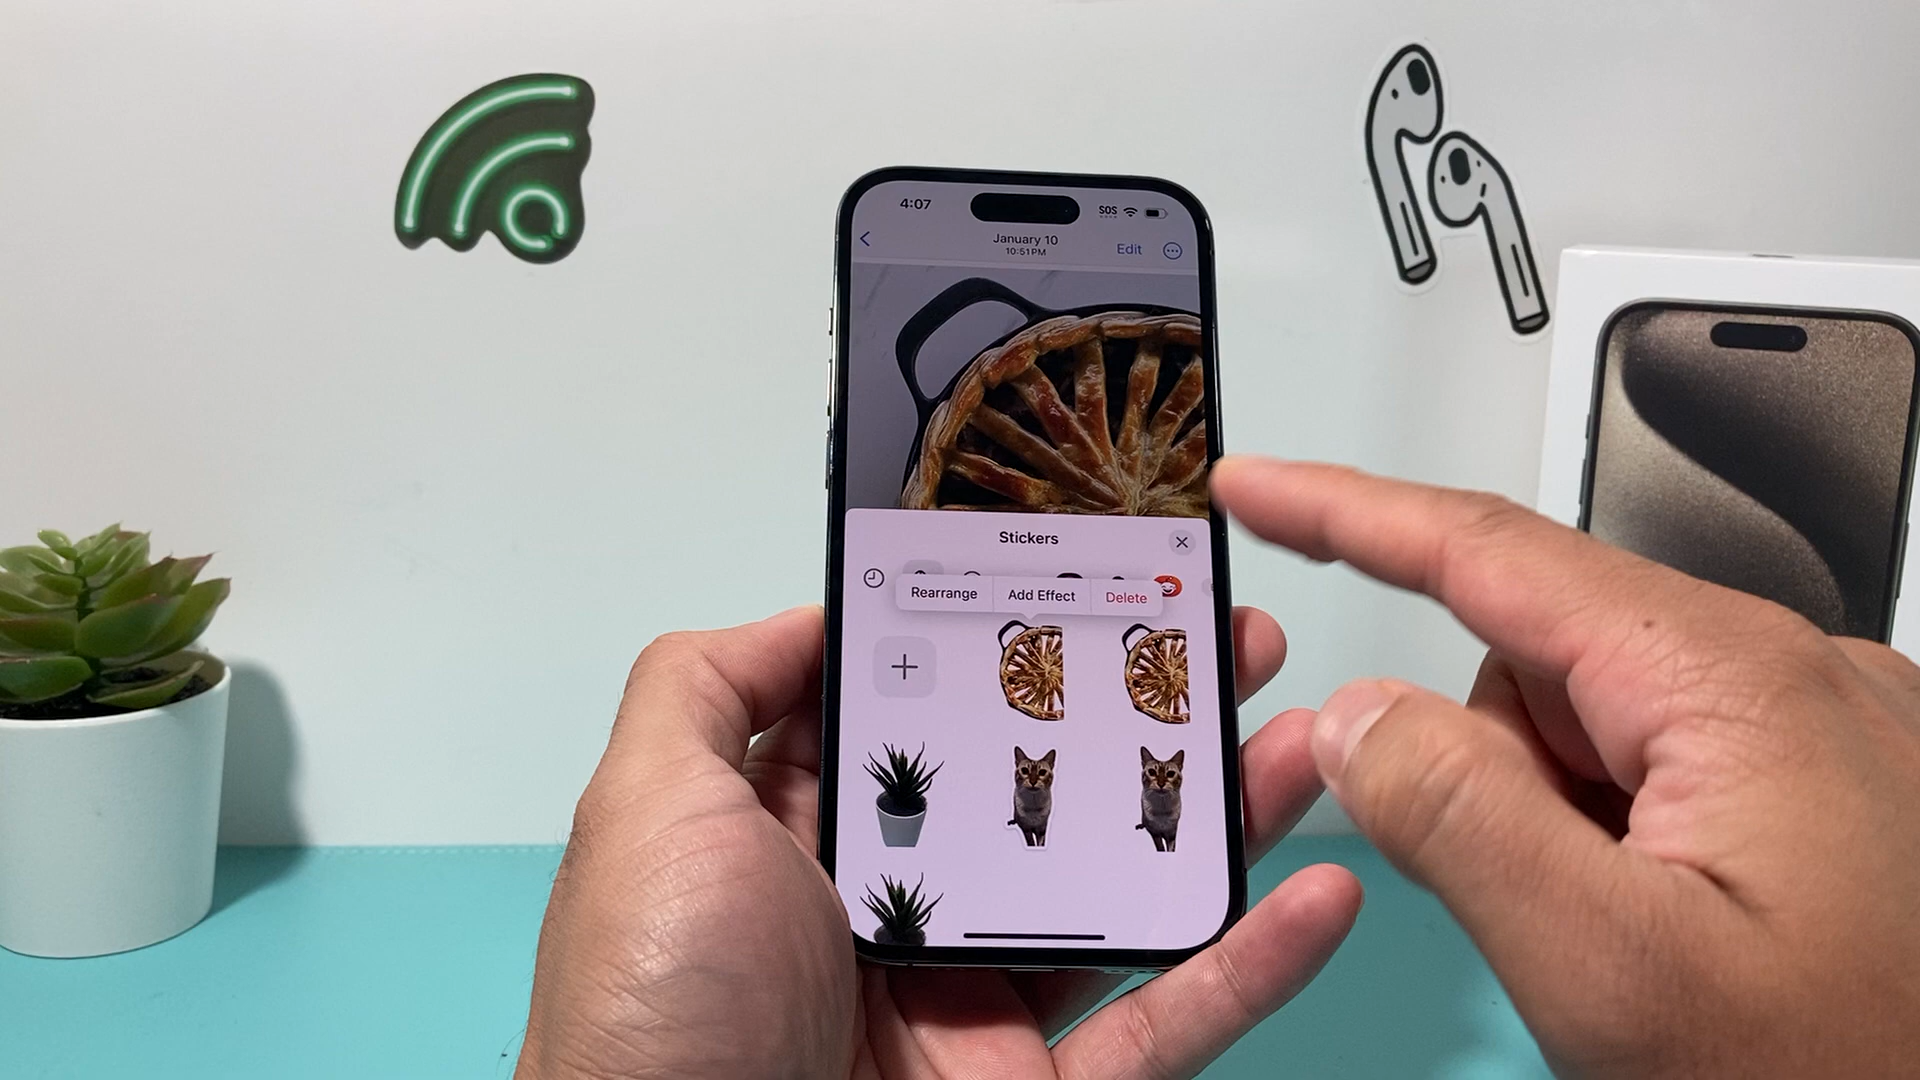 4:07
SOS
January 10
10:51 PM
Edit
Stickers
Rearrange
Add Effect
Delete